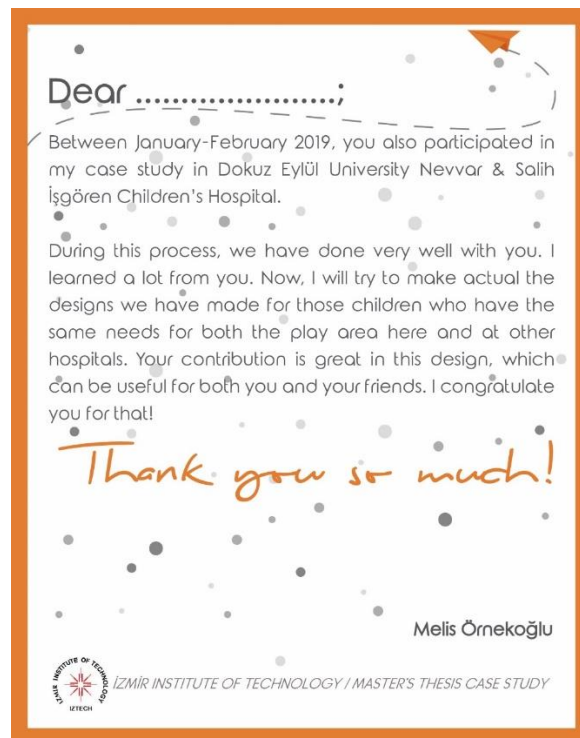 Dear ......................;
Between January-February 2019, you also participated in
my case study in Dokuz Eylül University Nevvar & Salih
İşgören Children's Hospital.
During this process, we have done very well with you. I
learned a lot from you. Now, I will try to make actual the
designs we have made for those children who have the
same needs for both the play area here and at other
hospitals. Your contribution is great in this design, which
can be useful for both you and your friends. I congratulate
you for that!
Thank you so much!
Melis Örnekoğlu
İZMİR INSTITUTE OF TECHNOLOGY
IZTECH
İZMİR INSTITUTE OF TECHNOLOGY / MASTER'S THESIS CASE STUDY